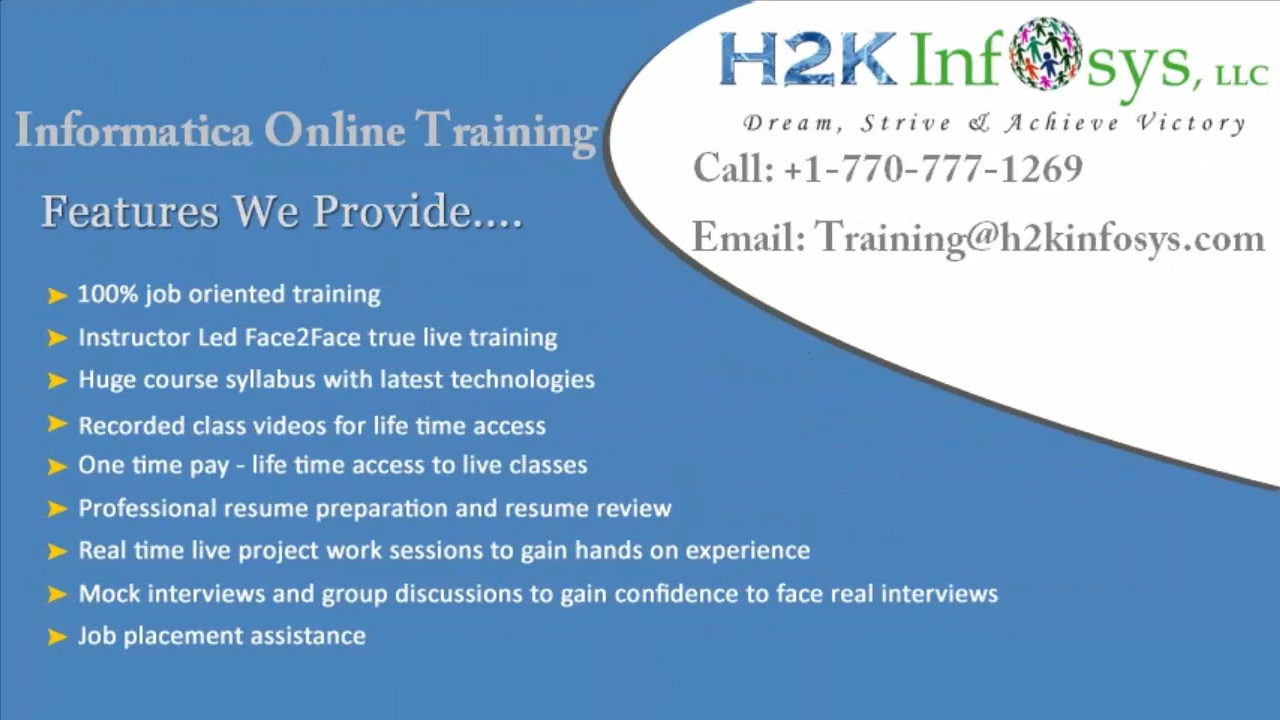 H2K Infosys, LLC
Dream, Strive & Achieve Victory
Informatica Online Training
Call: +1-770-777-1269
Features We Provide....
Email: Training@h2kinfosys.com
100% job oriented training
Instructor Led Face2Face true live training
Huge course syllabus with latest technologies
Recorded class videos for life time access
One time pay - life time access to live classes
Professional resume preparation and resume review
Real time live project work sessions to gain hands on experience
Mock interviews and group discussions to gain confidence to face real interviews
Job placement assistance